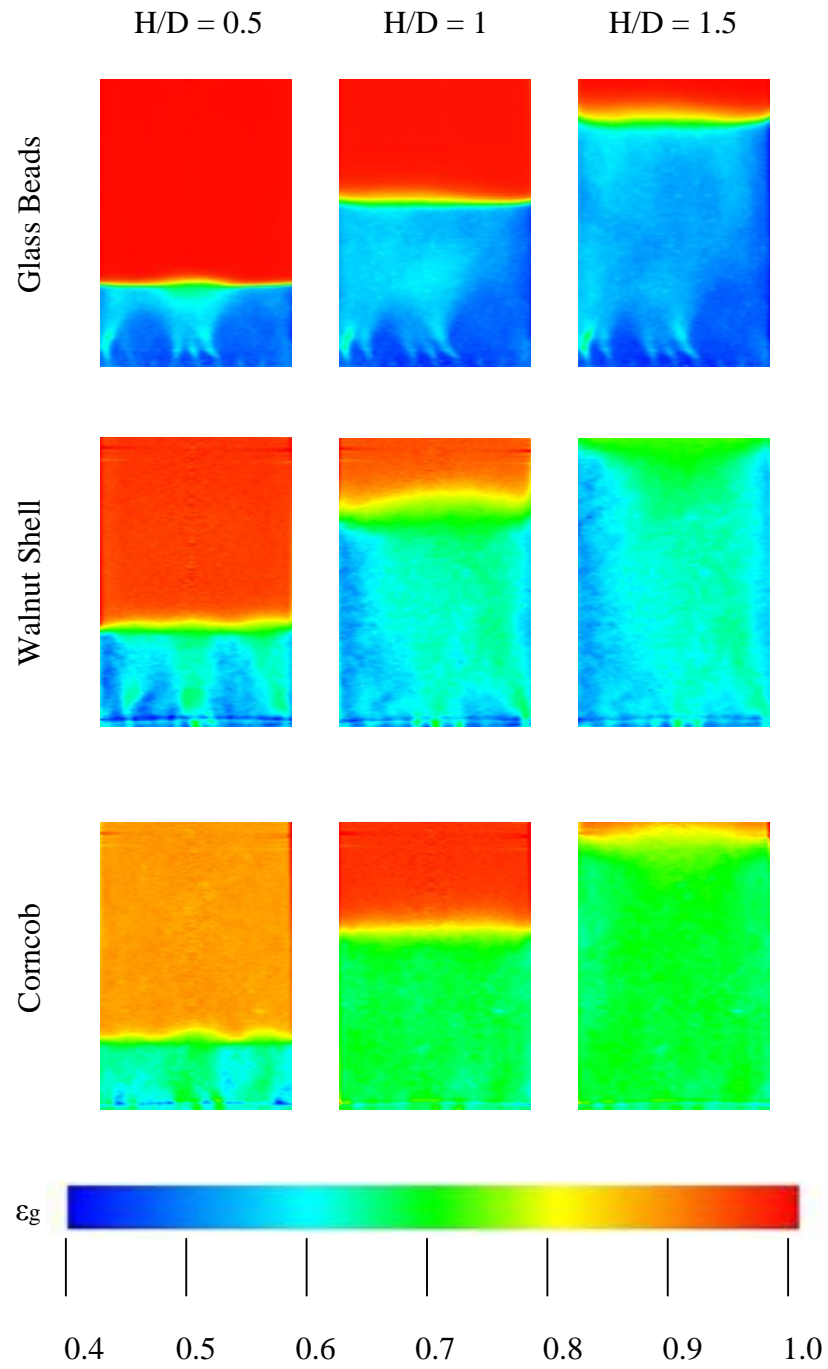 H/D = 0.5 H/D = 1 H/D = 1.5
Glass Beads
Walnut Shell
Corncob
εg
0.4 0.5 0.6 0.7 0.8 0.9 1.0